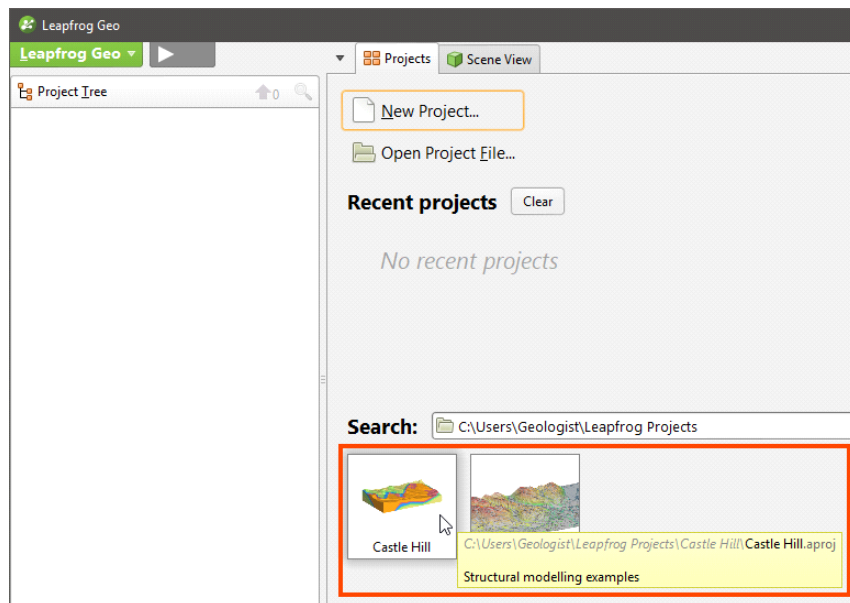 Leapfrog Geo
Leapfrog Geo
Projects
Scene View
Project Tree
0
New Project...
Open Project File...
Recent projects
Clear
No recent projects
Search:
C:\Users\Geologist\Leapfrog Projects
Castle Hill
C:\Users\Geologist\Leapfrog Projects\Castle Hill\Castle Hill.aproj
Structural modelling examples